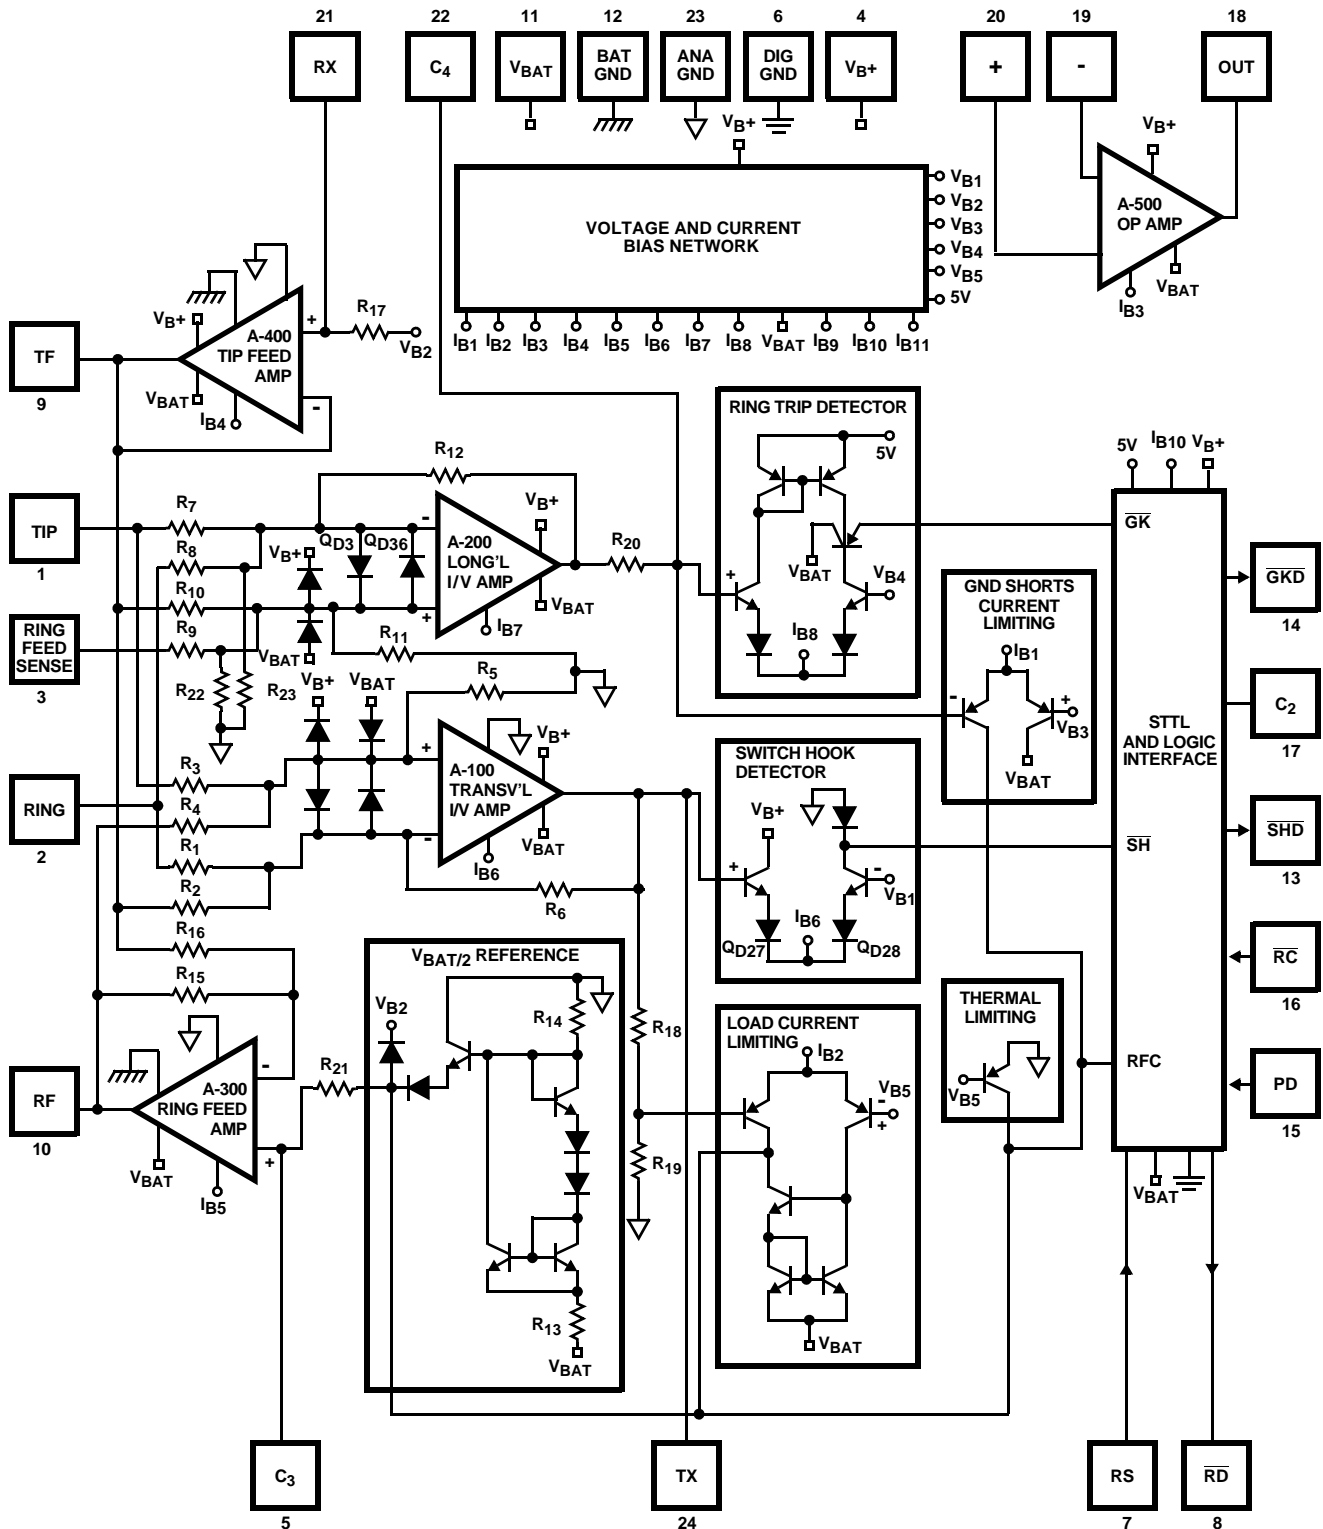 21 22 11 12 23 6 4 20 19 18
RX C4 VBAT BAT GND ANA GND DIG GND VB+ + - OUT
VB+
VOLTAGE AND CURRENT
BIAS NETWORK
VB1
VB2
VB3
VB4
VB5
5V
IB1 IB2 IB3 IB4 IB5 IB6 IB7 IB8 VBAT IB9 IB10 IB11
VB+
A-500
OP AMP
VBAT
IB3
TF
9
VB+
A-400
TIP FEED
AMP
+
-
VBAT
IB4
R17
VB2
TIP
1
RING
FEED
SENSE
3
RING
2
RF
10
R7
R8
R10
R9
R22
R23
R12
VB+
QD3
QD36
VBAT
-
+
A-200
LONG'L
I/V AMP
VB+
VBAT
IB7
R20
R11
R5
VB+
VBAT
R3
R4
R1
R2
R16
R15
+
-
A-100
TRANSV'L
I/V AMP
VB+
VBAT
IB6
R6
RING TRIP DETECTOR
5V
VBAT
VB4
+
IB8
GND SHORTS
CURRENT
LIMITING
IB1
-
+
VB3
VBAT
SWITCH HOOK
DETECTOR
VB+
+
-
VB1
IB6
QD27
QD28
5V IB10 VB+
GK
STTL
AND LOGIC
INTERFACE
SH
RFC
VBAT
GKD
14
C2
17
SHD
13
RC
16
PD
15
A-300
RING FEED
AMP
-
+
VBAT
IB5
R21
VBAT/2 REFERENCE
VB2
R14
R13
VBAT
R18
R19
LOAD CURRENT
LIMITING
IB2
-
+
VB5
VBAT
THERMAL
LIMITING
VB5
C3
5
TX
24
RS
7
RD
8